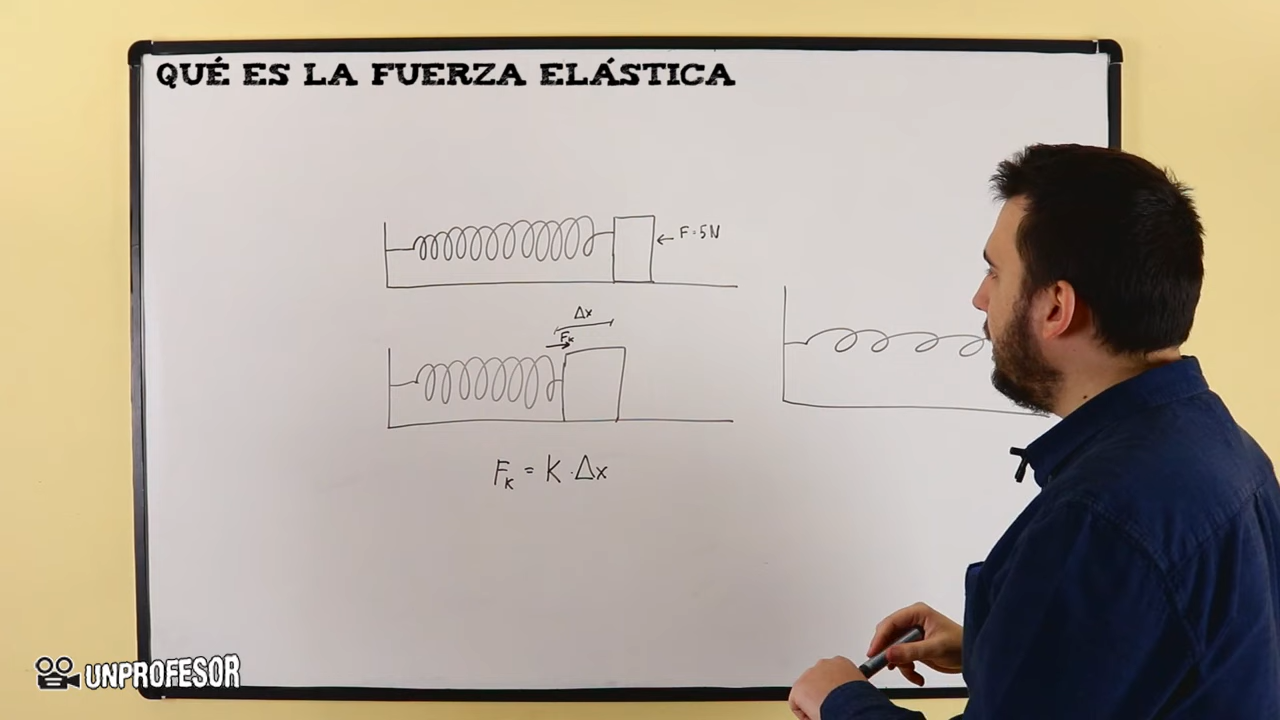 QUÉ ES LA FUERZA ELÁSTICA
F = 5N
Δx
Fk
Fk = K · Δx
UNPROFESOR